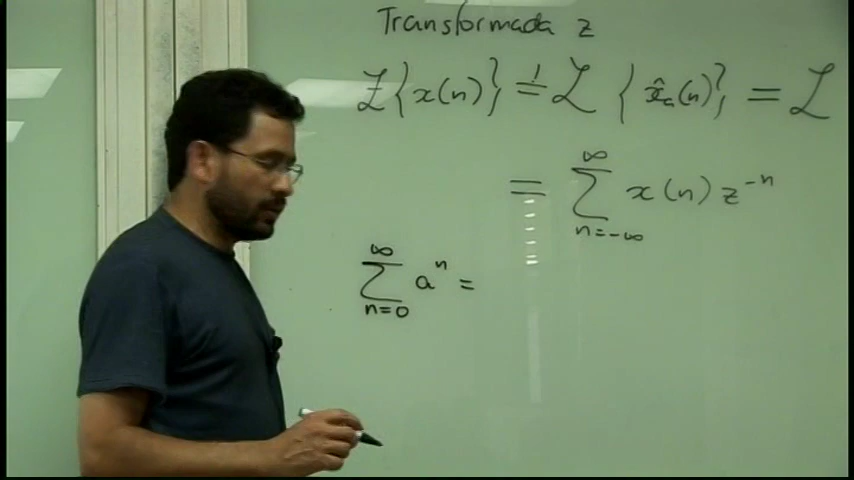 Transformada z
Z{x(n)} = ℒ{x̂ₐ(n)} = ℒ
= ∑_{n=-∞}^{∞} x(n) z^{-n}
∑_{n=0}^{∞} a^n =